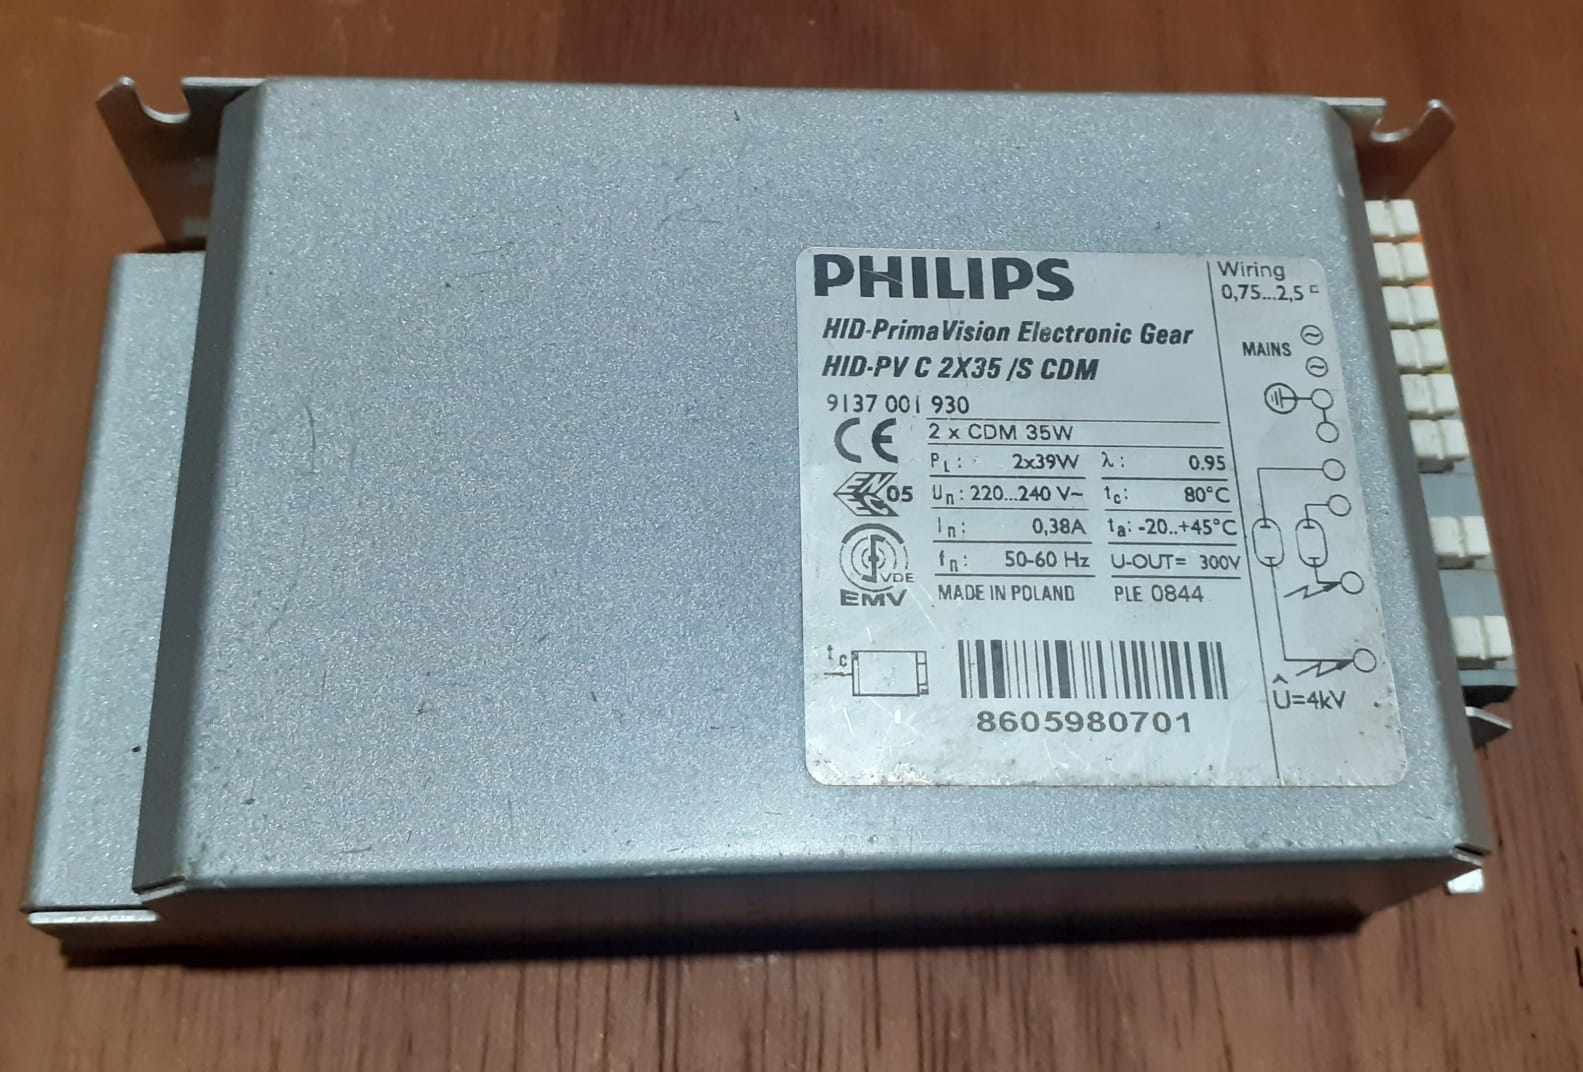 PHILIPS
HID-PrimaVision Electronic Gear
HID-PV C 2X35 /S CDM
9137 001 930
2 x CDM 35W
PL: 2x39W λ: 0.95
Un: 220...240 V~ tc: 80°C
In: 0,38A ta: -20..+45°C
fn: 50-60 Hz U-OUT= 300V
MADE IN POLAND PLE 0844
CE
ENEC 05
VDE
EMV
tc
8605980701
Wiring
0,75...2,5
MAINS
~
~
Û=4kV